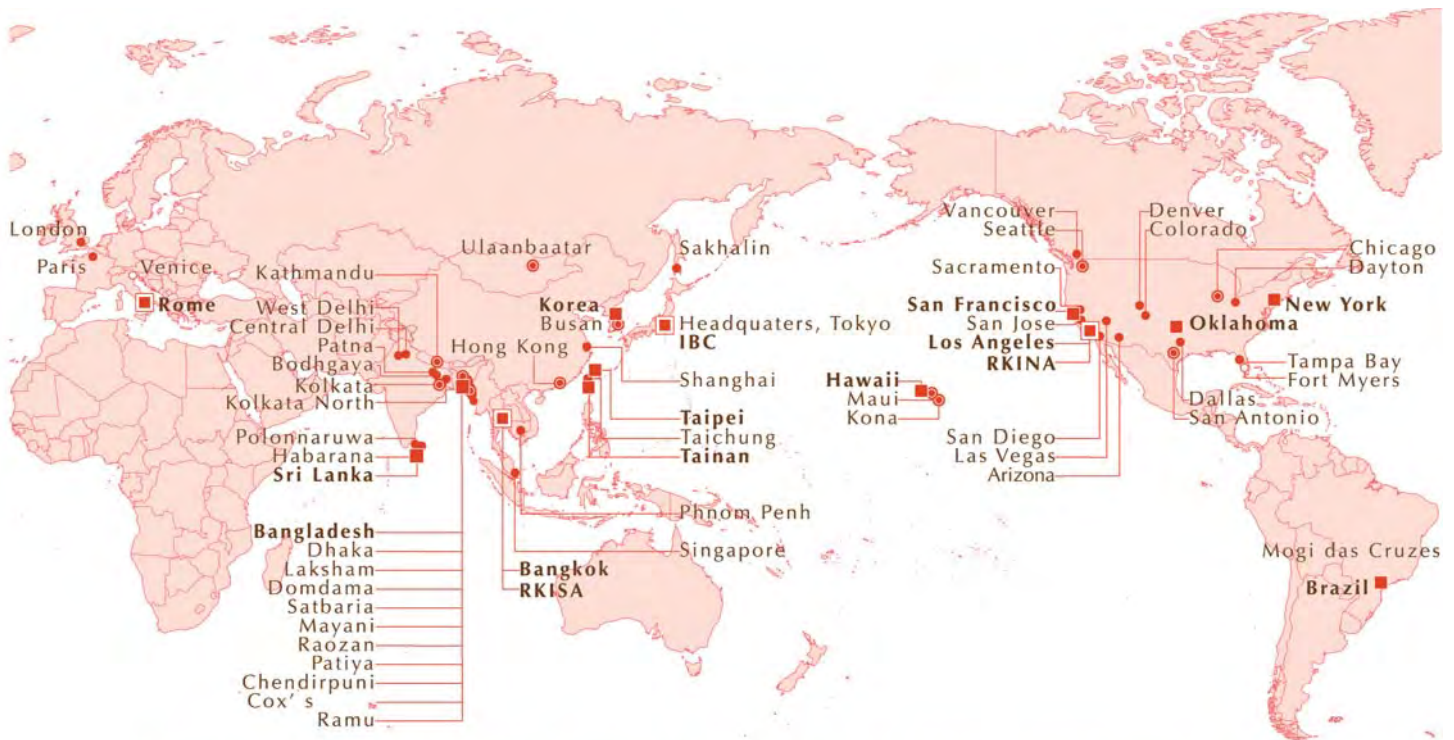 London
Paris
Venice
Rome
Kathmandu
West Delhi
Central Delhi
Patna
Bodhgaya
Kolkata
Kolkata North
Polonnaruwa
Habarana
Sri Lanka
Bangladesh
Dhaka
Laksham
Domdama
Satbaria
Mayani
Raozan
Patiya
Chendirpuni
Cox' s
Ramu
Ulaanbaatar
Sakhalin
Korea
Busan
Headquaters, Tokyo
IBC
Hong Kong
Shanghai
Taipei
Taichung
Tainan
Phnom Penh
Singapore
Bangkok
RKISA
Hawaii
Maui
Kona
Vancouver
Seattle
Sacramento
San Francisco
San Jose
Los Angeles
RKINA
San Diego
Las Vegas
Arizona
Denver
Colorado
Chicago
Dayton
New York
Oklahoma
Tampa Bay
Fort Myers
Dallas
San Antonio
Mogi das Cruzes
Brazil